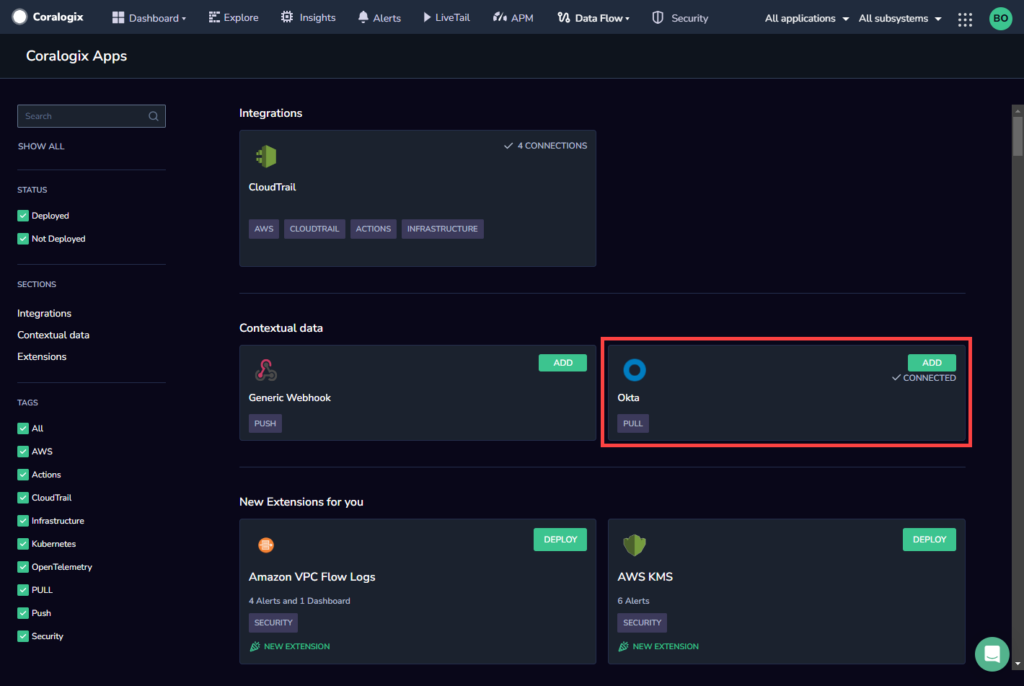 Coralogix Dashboard Explore Insights Alerts LiveTail APM Data Flow Security All applications All subsystems BO
Coralogix Apps
Search
SHOW ALL
STATUS
Deployed
Not Deployed
SECTIONS
Integrations
Contextual data
Extensions
TAGS
All
AWS
Actions
CloudTrail
Infrastructure
Kubernetes
OpenTelemetry
PULL
Push
Security
Integrations
4 CONNECTIONS
CloudTrail
AWS CLOUDTRAIL ACTIONS INFRASTRUCTURE
Contextual data
ADD
Generic Webhook
PUSH
ADD
CONNECTED
Okta
PULL
New Extensions for you
DEPLOY
Amazon VPC Flow Logs
4 Alerts and 1 Dashboard
SECURITY
NEW EXTENSION
DEPLOY
AWS KMS
6 Alerts
SECURITY
NEW EXTENSION